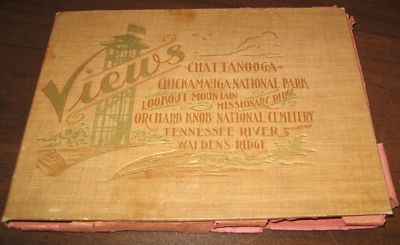 Views
CHATTANOOGA
CHICKAMAUGA NATIONAL PARK
LOOKOUT MOUNTAIN
MISSIONARY RIDGE
ORCHARD KNOB NATIONAL CEMETERY
TENNESSEE RIVER &
WALDENS RIDGE